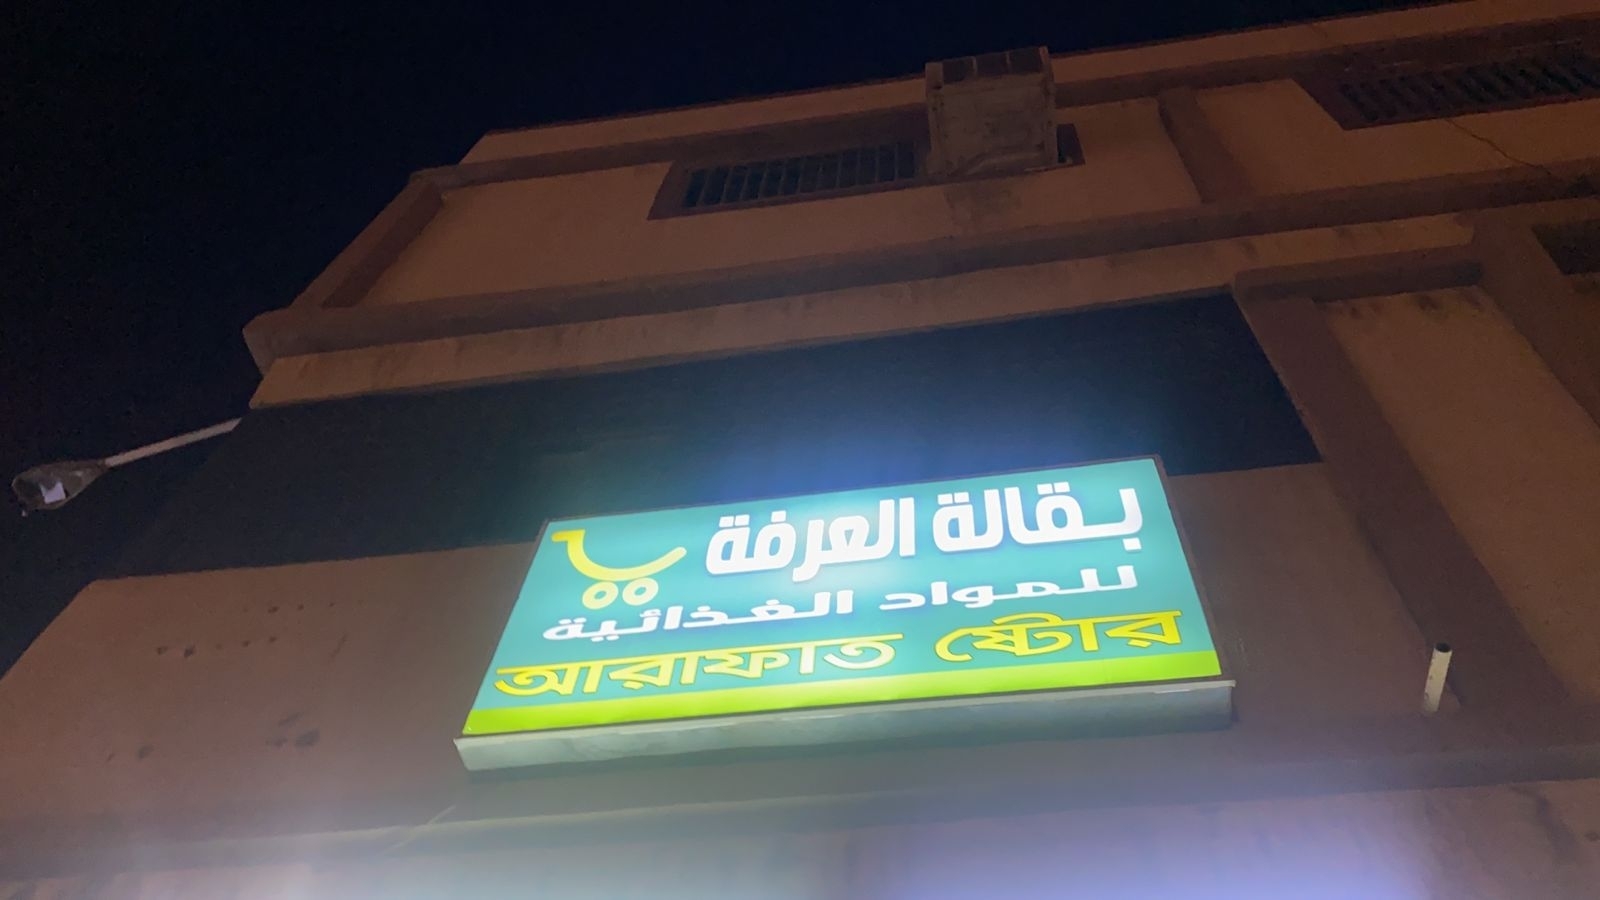 بقالة العرفة
للمواد الغذائية
আরাফাত ষ্টোর